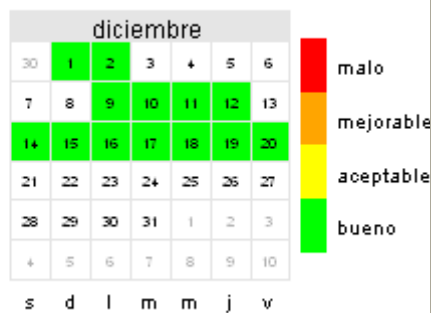 diciembre
30 1 2 3 4 5 6
7 8 9 10 11 12 13
14 15 16 17 18 19 20
21 22 23 24 25 26 27
28 29 30 31 1 2 3
4 5 6 7 8 9 10
s d l m m j v
malo
mejorable
aceptable
bueno